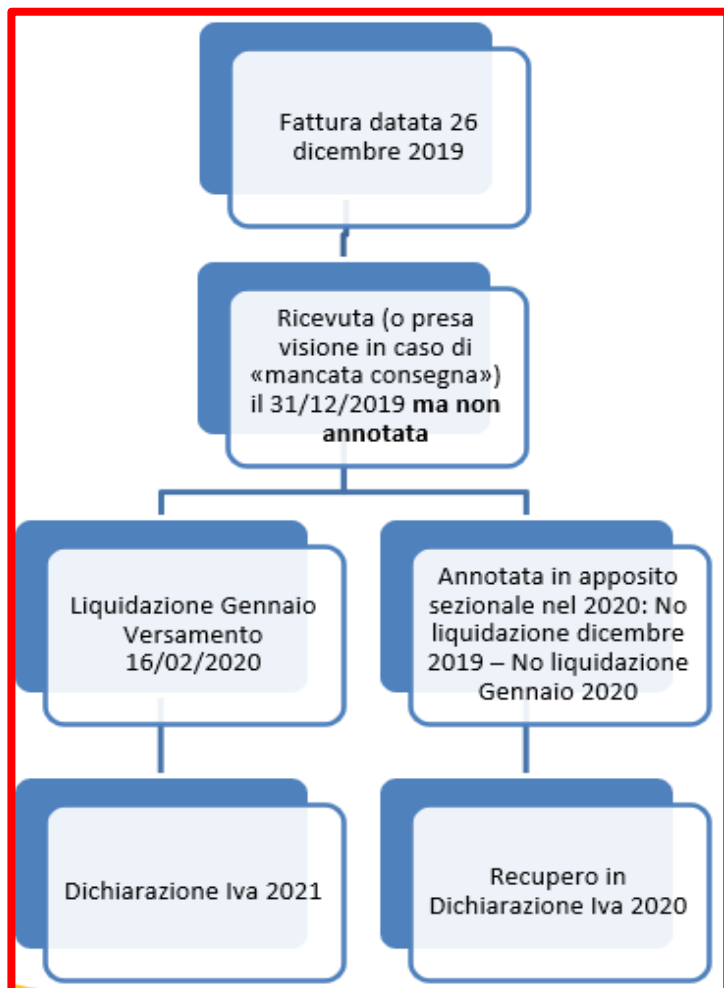 Fattura datata 26
dicembre 2019
Ricevuta (o presa
visione in caso di
«mancata consegna»)
il 31/12/2019 ma non
annotata
Liquidazione Gennaio
Versamento
16/02/2020
Annotata in apposito
sezionale nel 2020: No
liquidazione dicembre
2019 – No liquidazione
Gennaio 2020
Dichiarazione Iva 2021
Recupero in
Dichiarazione Iva 2020